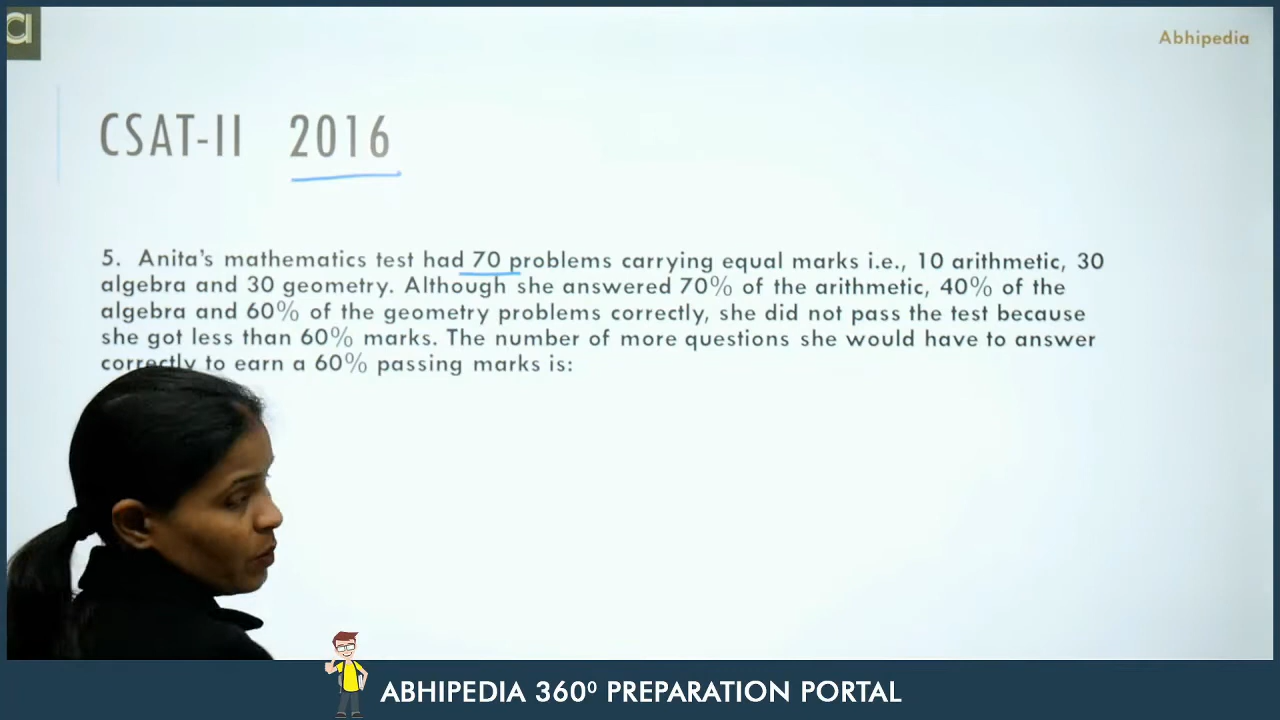 a
Abhipedia
CSAT-II 2016
5. Anita's mathematics test had 70 problems carrying equal marks i.e., 10 arithmetic, 30
algebra and 30 geometry. Although she answered 70% of the arithmetic, 40% of the
algebra and 60% of the geometry problems correctly, she did not pass the test because
she got less than 60% marks. The number of more questions she would have to answer
correctly to earn a 60% passing marks is:
ABHIPEDIA 360⁰ PREPARATION PORTAL